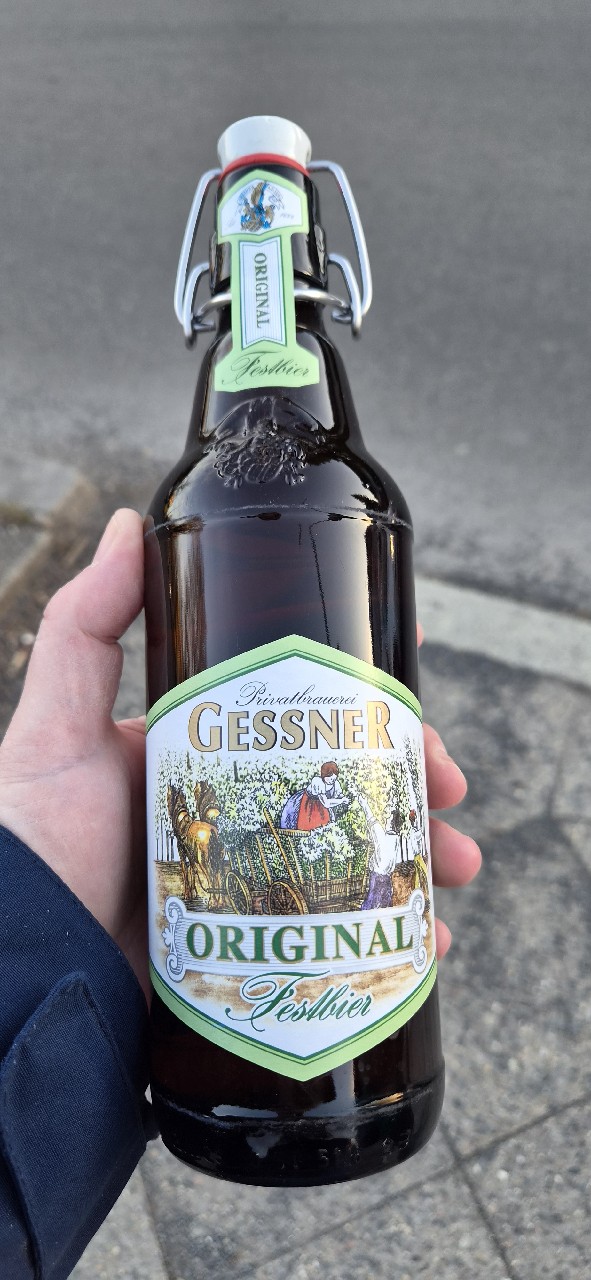 ORIGINAL
Festbier
Privatbrauerei
GESSNER
ORIGINAL
Festbier